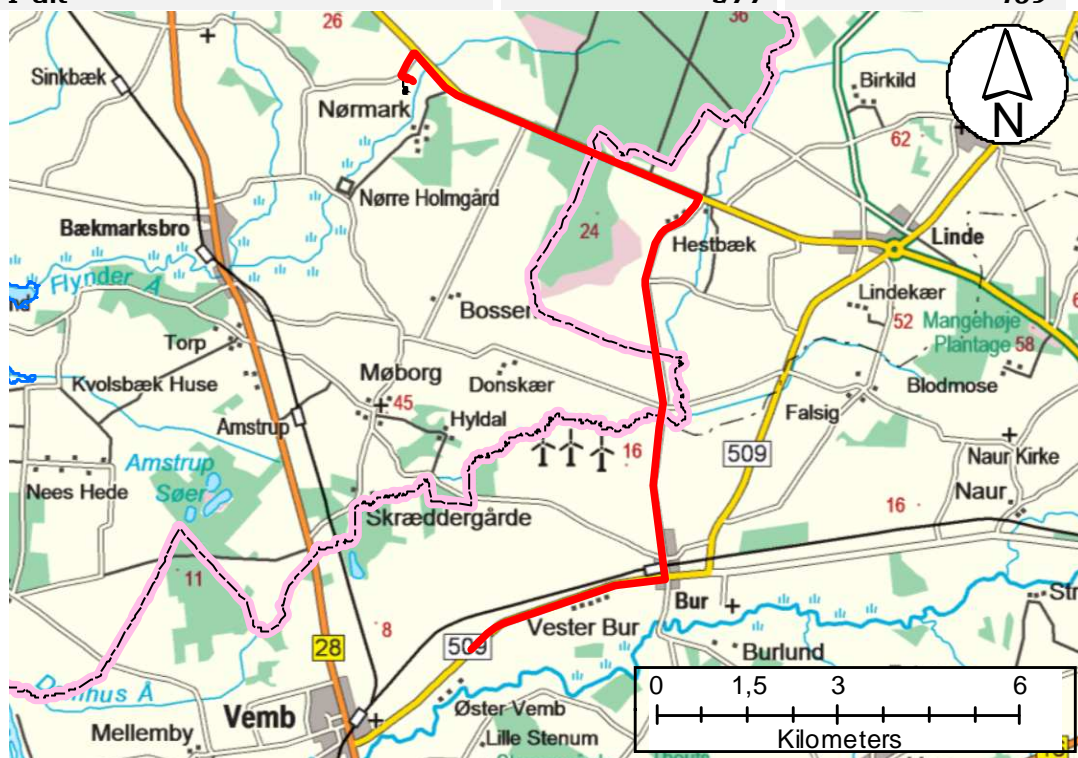 26
36
Sinkbæk
Birkild
Nørmark
62
N
Nørre Holmgård
Bækmarksbro
24
Hestbæk
Linde
Flynder Å
Bossen
Lindekær
52
Mangehøje
Plantage
58
Torp
Kvolsbæk Huse
Møborg
45
Donskær
Blodmose
Amstrup
Hyldal
Falsig
16
509
Naur Kirke
Amstrup
Søer
Nees Hede
Naur
16
Skræddergårde
11
8
Bur
Vester Bur
28
509
Burlund
0 1,5 3 6
Kilometers
Vemb
Øster Vemb
Mellemby
Lille Stenum